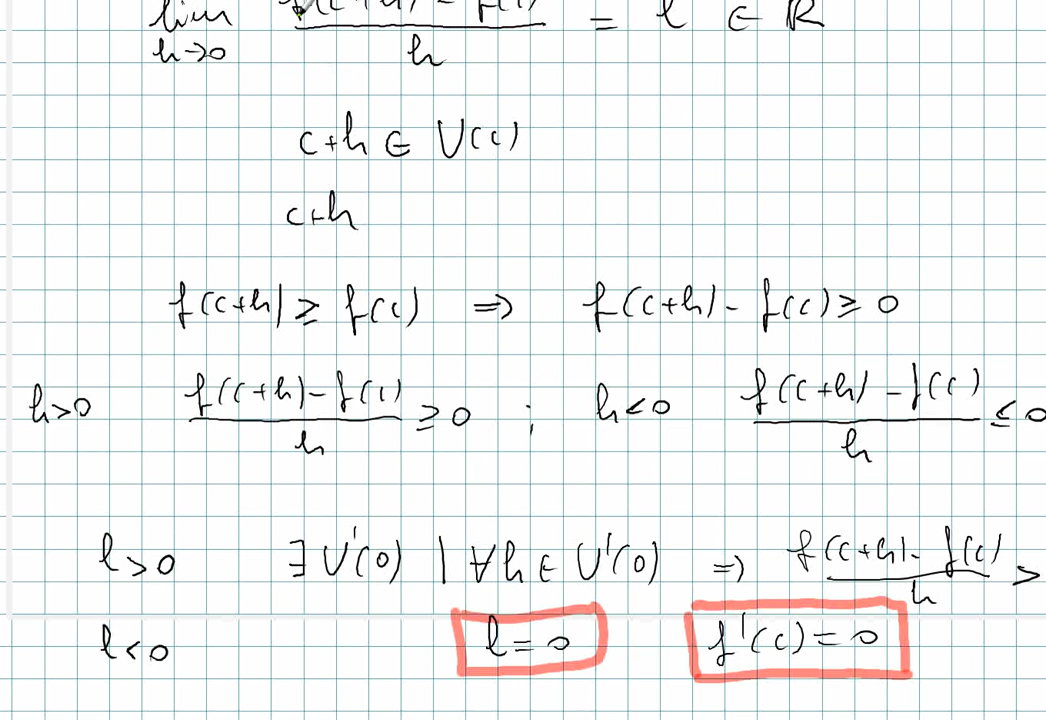 lim h→0 f(c+h) - f(c) / h = l ∈ ℝ
c+h ∈ U(c)
c+h
f(c+h) ≥ f(c) ⇒ f(c+h) - f(c) ≥ 0
h>0 f(c+h) - f(c) / h ≥ 0 ; h<0 f(c+h) - f(c) / h ≤ 0
l>0 ∃ U'(0) | ∀h ∈ U'(0) ⇒ f(c+h) - f(c) / h >
l<0 l = 0 f'(c) = 0